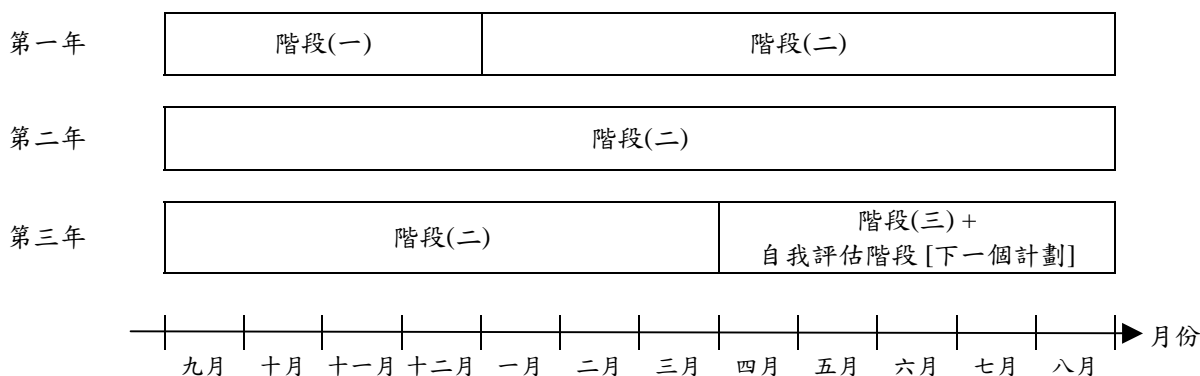 第一年
階段(一)
階段(二)
第二年
階段(二)
第三年
階段(二)
階段(三) +
自我評估階段 [下一個計劃]
月份
九月 十月 十一月 十二月 一月 二月 三月 四月 五月 六月 七月 八月